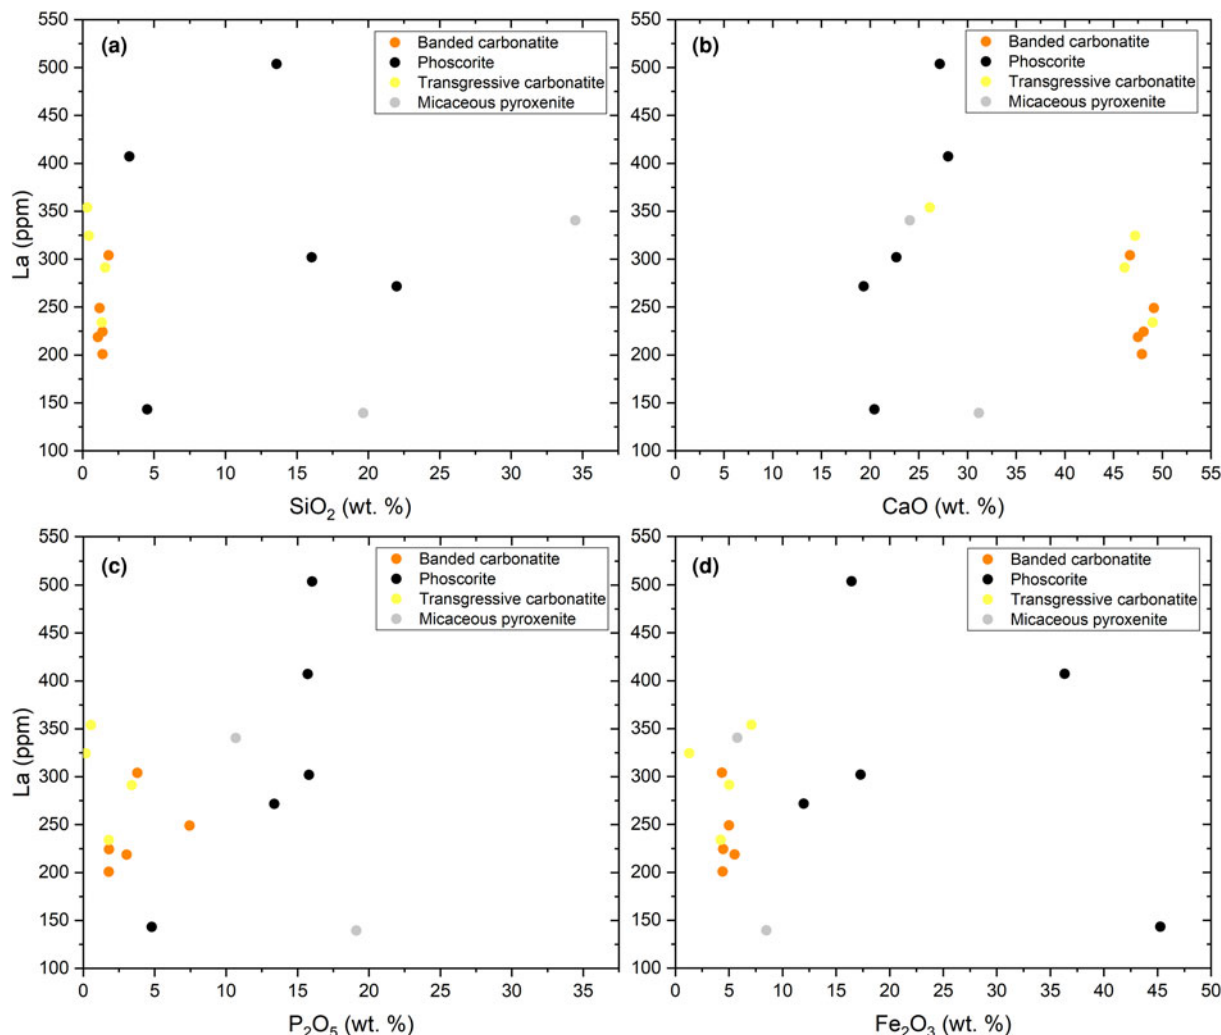 550
500
450
400
350
300
250
200
150
100
La (ppm)
(a)
Banded carbonatite
Phoscorite
Transgressive carbonatite
Micaceous pyroxenite
0 5 10 15 20 25 30 35
SiO₂ (wt. %)
550
500
450
400
350
300
250
200
150
100
(b)
Banded carbonatite
Phoscorite
Transgressive carbonatite
Micaceous pyroxenite
0 5 10 15 20 25 30 35 40 45 50 55
CaO (wt. %)
550
500
450
400
350
300
250
200
150
100
La (ppm)
(c)
Banded carbonatite
Phoscorite
Transgressive carbonatite
Micaceous pyroxenite
0 5 10 15 20 25 30 35
P₂O₅ (wt. %)
550
500
450
400
350
300
250
200
150
100
(d)
Banded carbonatite
Phoscorite
Transgressive carbonatite
Micaceous pyroxenite
0 5 10 15 20 25 30 35 40 45 50
Fe₂O₃ (wt. %)